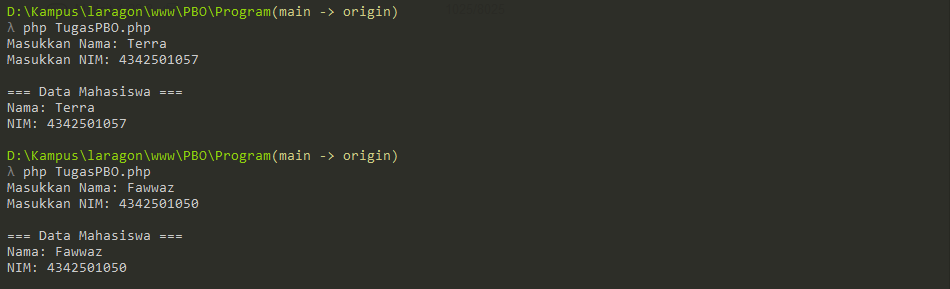 D:\Kampus\laragon\www\PBO\Program(main -> origin)
λ php TugasPBO.php
Masukkan Nama: Terra
Masukkan NIM: 4342501057
=== Data Mahasiswa ===
Nama: Terra
NIM: 4342501057
D:\Kampus\laragon\www\PBO\Program(main -> origin)
λ php TugasPBO.php
Masukkan Nama: Fawwaz
Masukkan NIM: 4342501050
=== Data Mahasiswa ===
Nama: Fawwaz
NIM: 4342501050